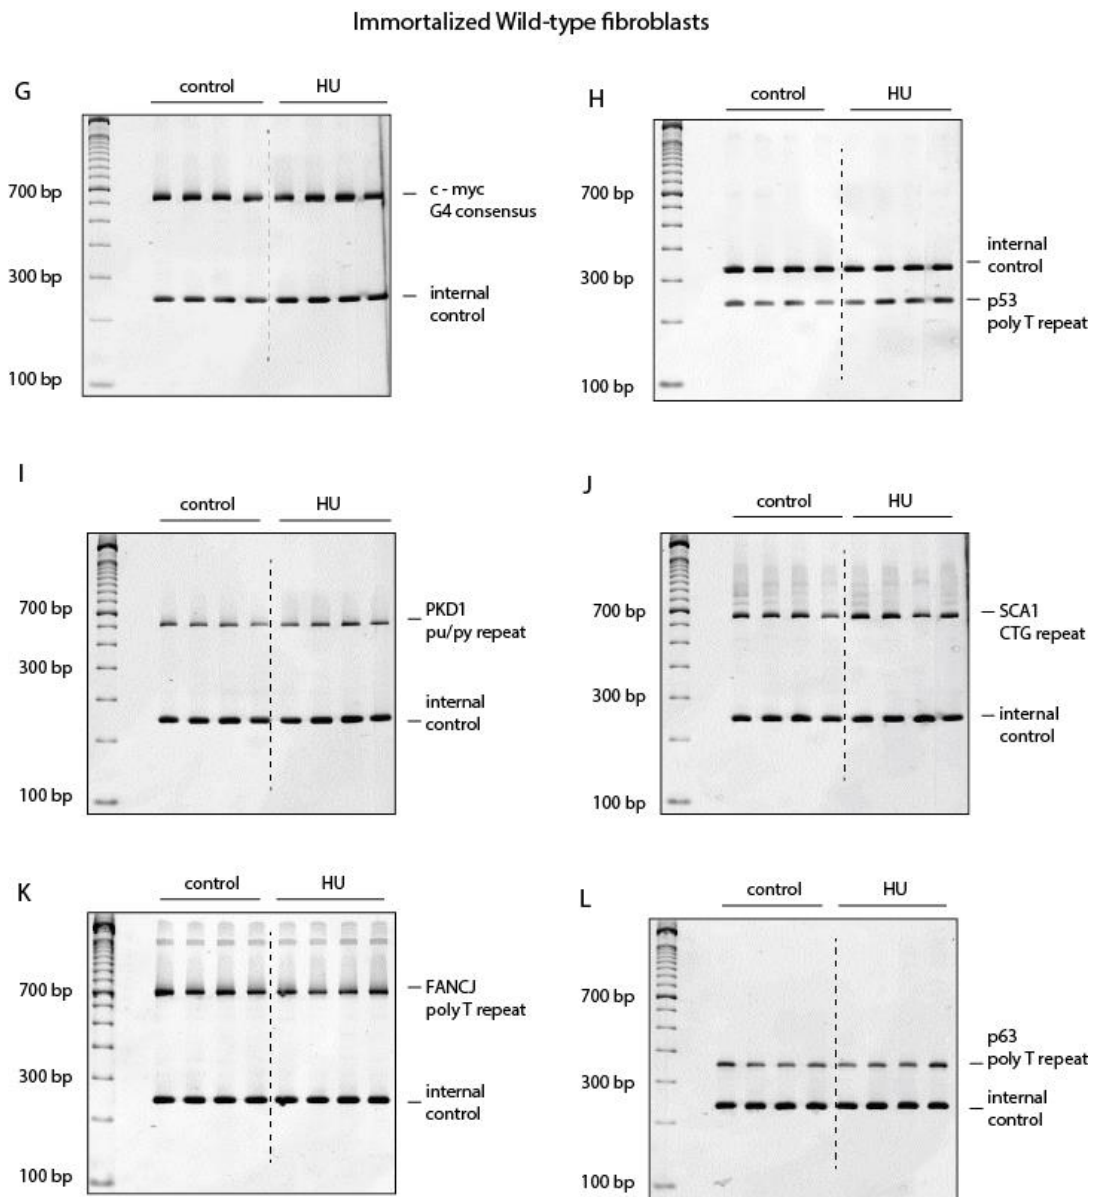 Immortalized Wild-type fibroblasts
G
control
HU
700 bp
300 bp
100 bp
c - myc
G4 consensus
internal
control
H
control
HU
700 bp
300 bp
100 bp
internal
control
p53
poly T repeat
I
control
HU
700 bp
300 bp
100 bp
PKD1
pu/py repeat
internal
control
J
control
HU
700 bp
300 bp
100 bp
SCA1
CTG repeat
internal
control
K
control
HU
700 bp
300 bp
100 bp
FANCJ
poly T repeat
internal
control
L
control
HU
700 bp
300 bp
100 bp
p63
poly T repeat
internal
control